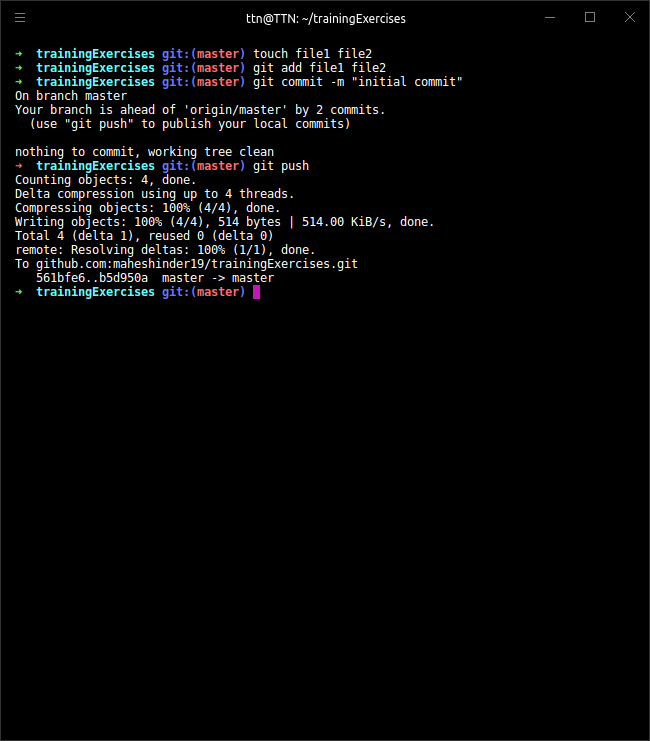 ttn@TTN: ~/trainingExercises
➜  trainingExercises git:(master) touch file1 file2
➜  trainingExercises git:(master) git add file1 file2
➜  trainingExercises git:(master) git commit -m "initial commit"
On branch master
Your branch is ahead of 'origin/master' by 2 commits.
  (use "git push" to publish your local commits)

nothing to commit, working tree clean
➜  trainingExercises git:(master) git push
Counting objects: 4, done.
Delta compression using up to 4 threads.
Compressing objects: 100% (4/4), done.
Writing objects: 100% (4/4), 514 bytes | 514.00 KiB/s, done.
Total 4 (delta 1), reused 0 (delta 0)
remote: Resolving deltas: 100% (1/1), done.
To github.com:maheshinder19/trainingExercises.git
   561bfe6..b5d950a  master -> master
➜  trainingExercises git:(master)